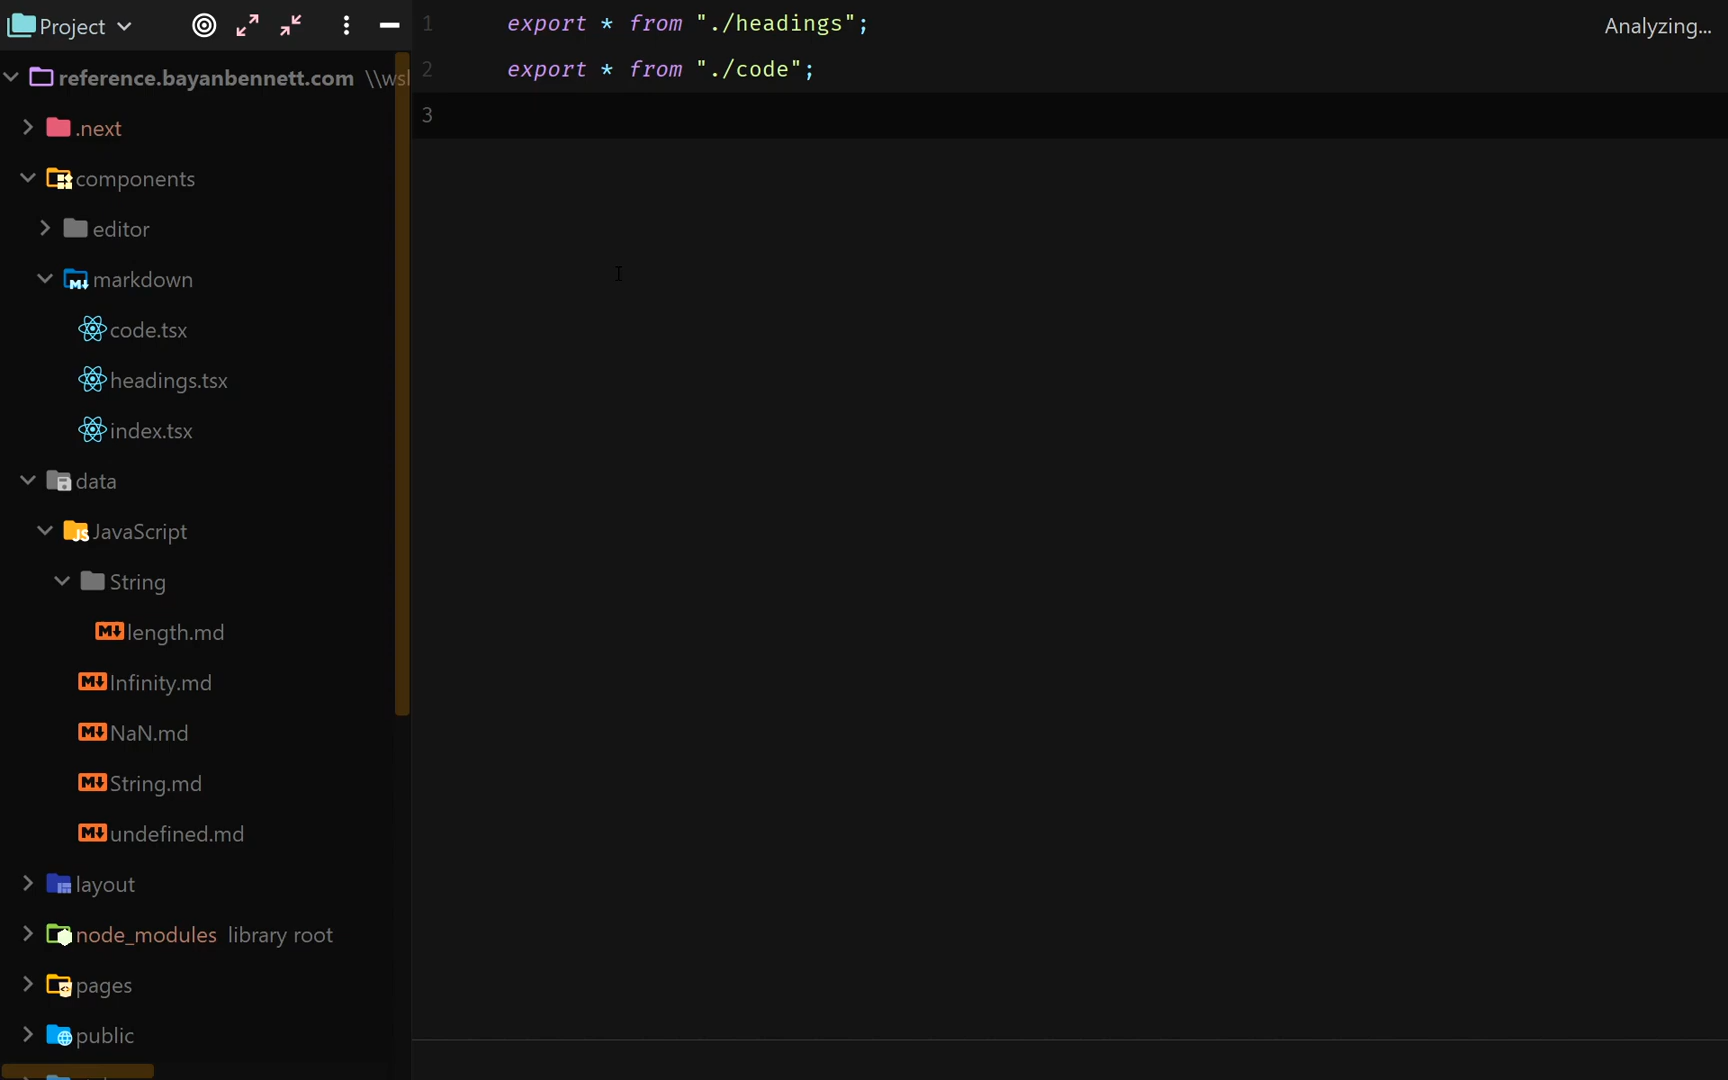 Project
reference.bayanbennett.com \\wsl
.next
components
editor
markdown
code.tsx
headings.tsx
index.tsx
data
JavaScript
String
length.md
Infinity.md
NaN.md
String.md
undefined.md
layout
node_modules library root
pages
public
1 export * from "./headings";
2 export * from "./code";
3
Analyzing...